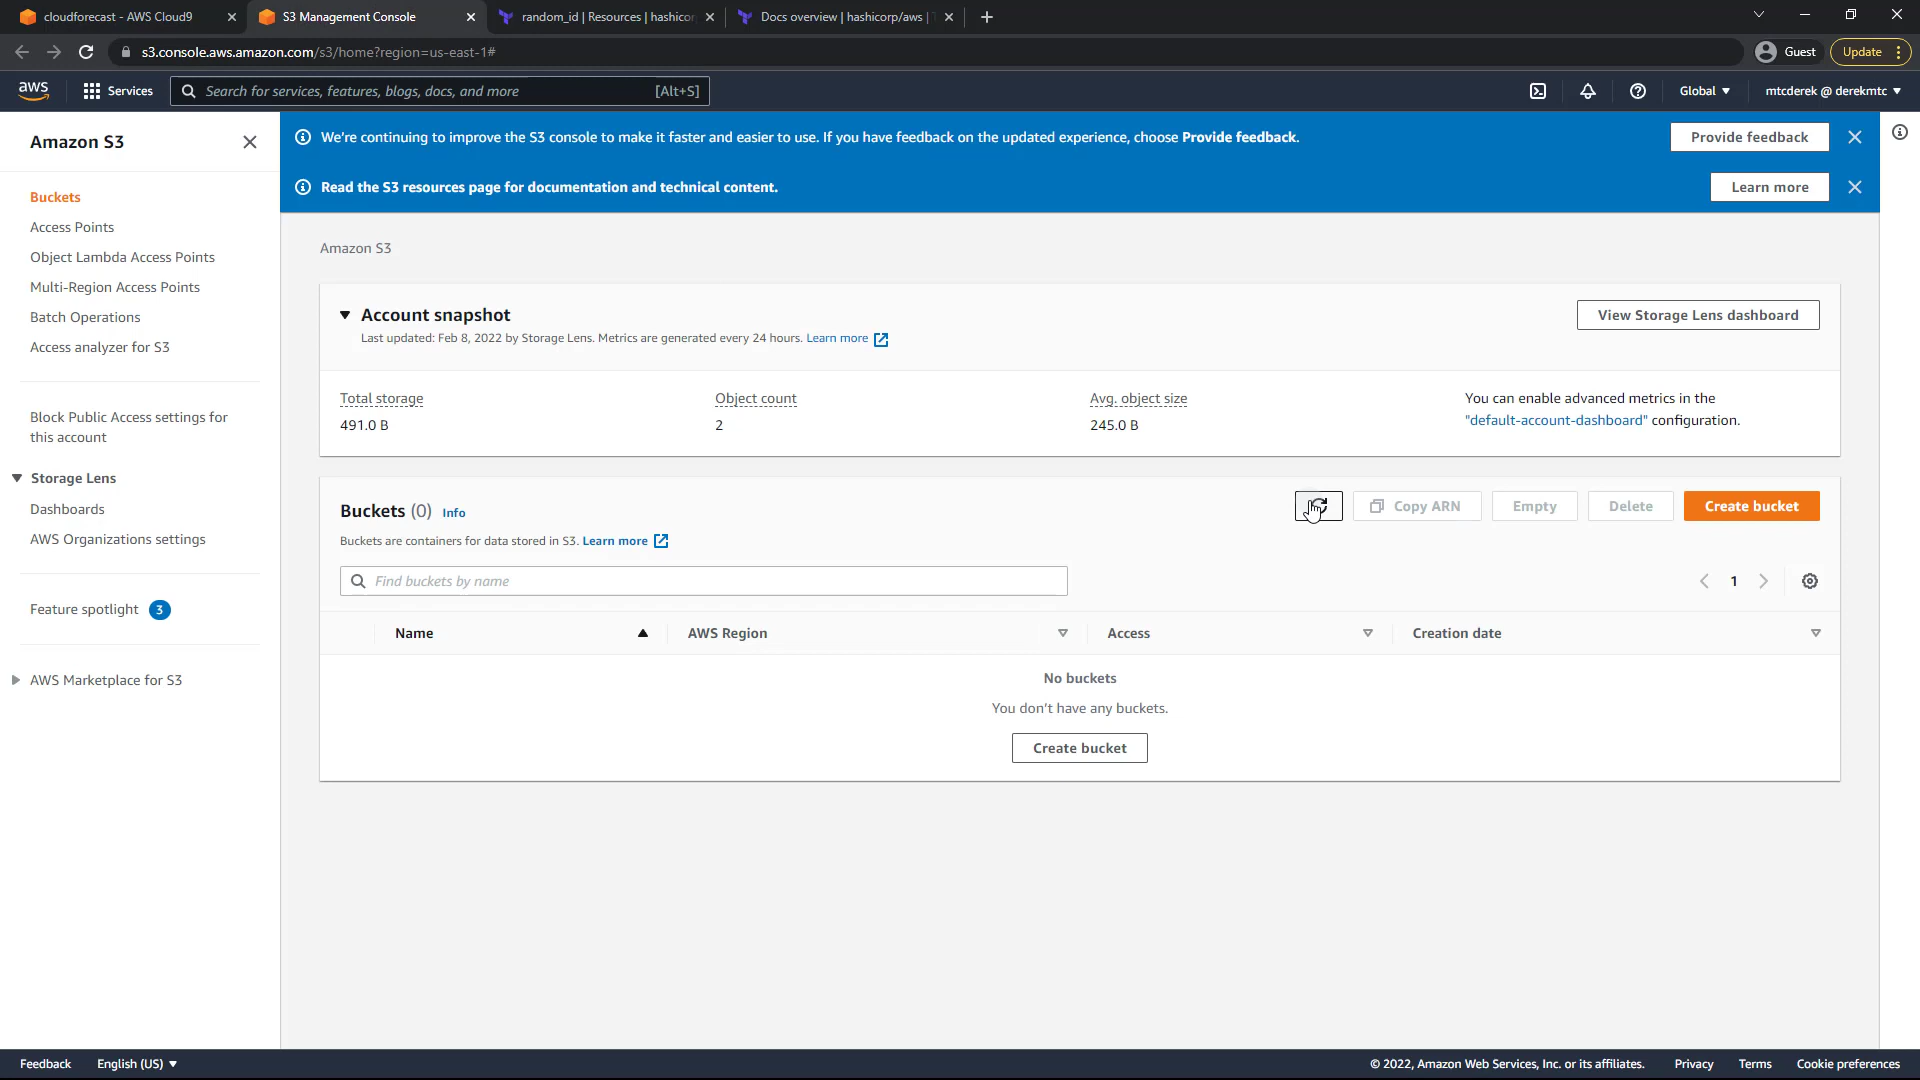 cloudforecast - AWS Cloud9
S3 Management Console
random_id | Resources | hashicor
Docs overview | hashicorp/aws |
s3.console.aws.amazon.com/s3/home?region=us-east-1#
Guest
Update
aws
Services
Search for services, features, blogs, docs, and more
[Alt+S]
Global
mtcderek @ derekmtc
Amazon S3
Buckets
Access Points
Object Lambda Access Points
Multi-Region Access Points
Batch Operations
Access analyzer for S3
Block Public Access settings for
this account
Storage Lens
Dashboards
AWS Organizations settings
Feature spotlight 3
AWS Marketplace for S3
We're continuing to improve the S3 console to make it faster and easier to use. If you have feedback on the updated experience, choose Provide feedback.
Provide feedback
Read the S3 resources page for documentation and technical content.
Learn more
Amazon S3
Account snapshot
Last updated: Feb 8, 2022 by Storage Lens. Metrics are generated every 24 hours. Learn more
View Storage Lens dashboard
Total storage
491.0 B
Object count
2
Avg. object size
245.0 B
You can enable advanced metrics in the
"default-account-dashboard" configuration.
Buckets (0) Info
Buckets are containers for data stored in S3. Learn more
Copy ARN
Empty
Delete
Create bucket
Find buckets by name
1
Name
AWS Region
Access
Creation date
No buckets
You don't have any buckets.
Create bucket
Feedback
English (US)
© 2022, Amazon Web Services, Inc. or its affiliates.
Privacy
Terms
Cookie preferences